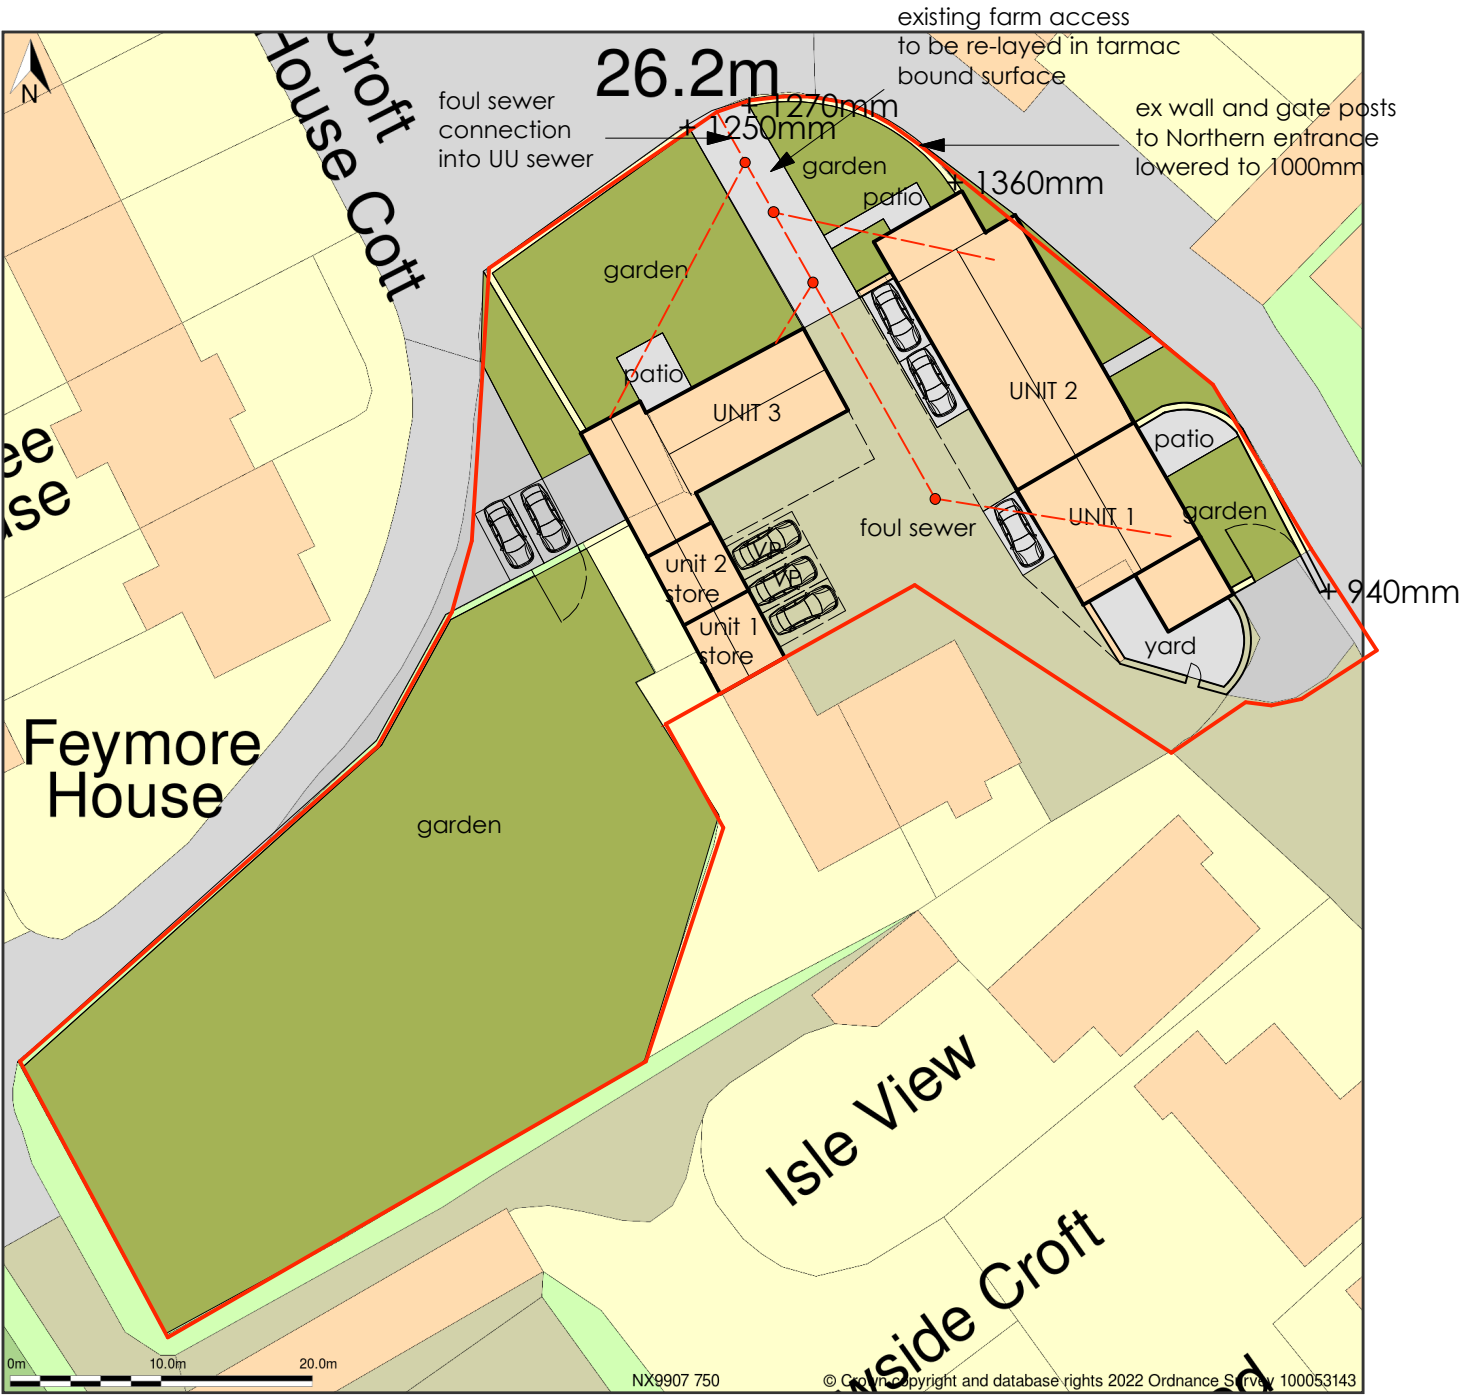 existing farm access
to be re-layed in tarmac
bound surface
26.2m
Croft
House Cott
N
foul sewer
connection
into UU sewer
+ 1270mm
+ 1250mm
ex wall and gate posts
to Northern entrance
lowered to 1000mm
garden
patio
+ 1360mm
garden
patio
UNIT 3
UNIT 2
patio
UNIT 1
garden
foul sewer
VP
VP
unit 2
store
unit 1
store
+ 940mm
yard
ee
use
Feymore
House
garden
Isle View
wside Croft
0m
10.0m
20.0m
NX9907 750
© Crown copyright and database rights 2022 Ordnance Survey 100053143